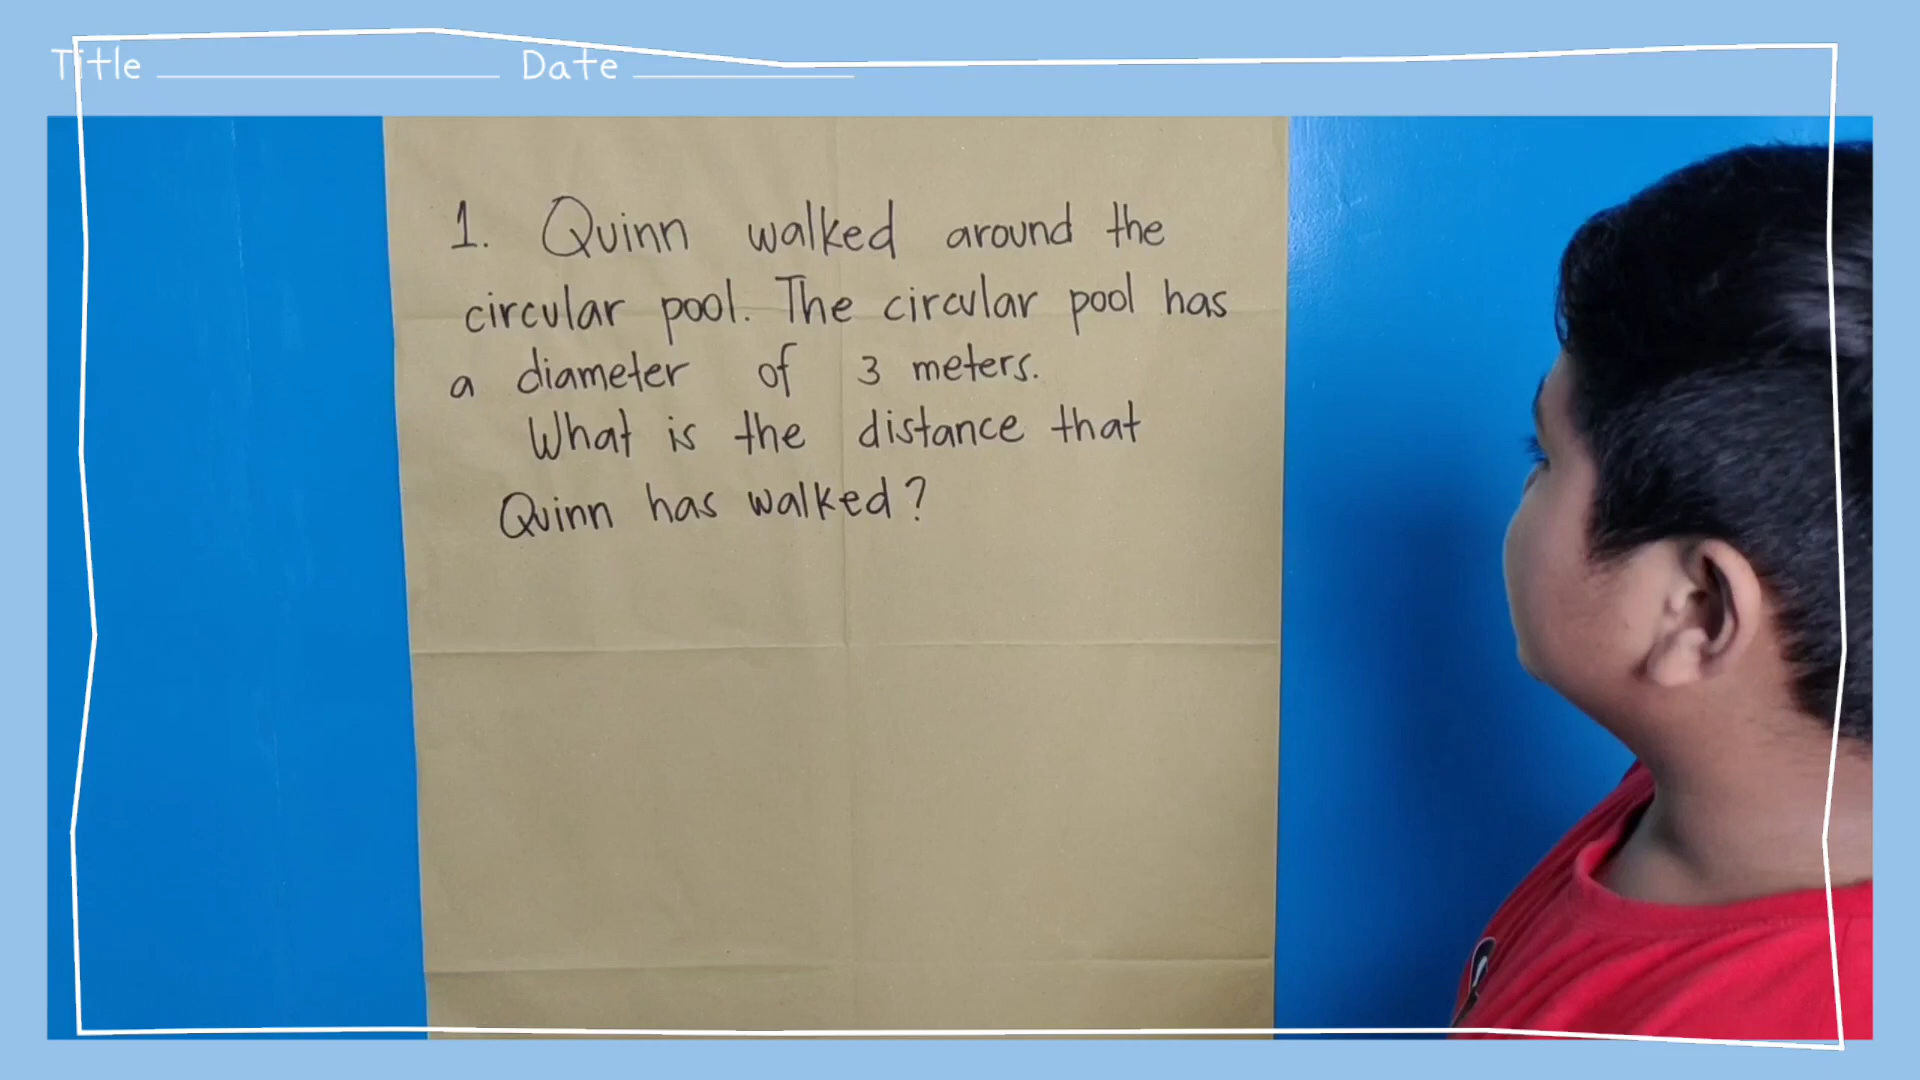 Title Date
1. Quinn walked around the
circular pool. The circular pool has
a diameter of 3 meters.
What is the distance that
Quinn has walked?